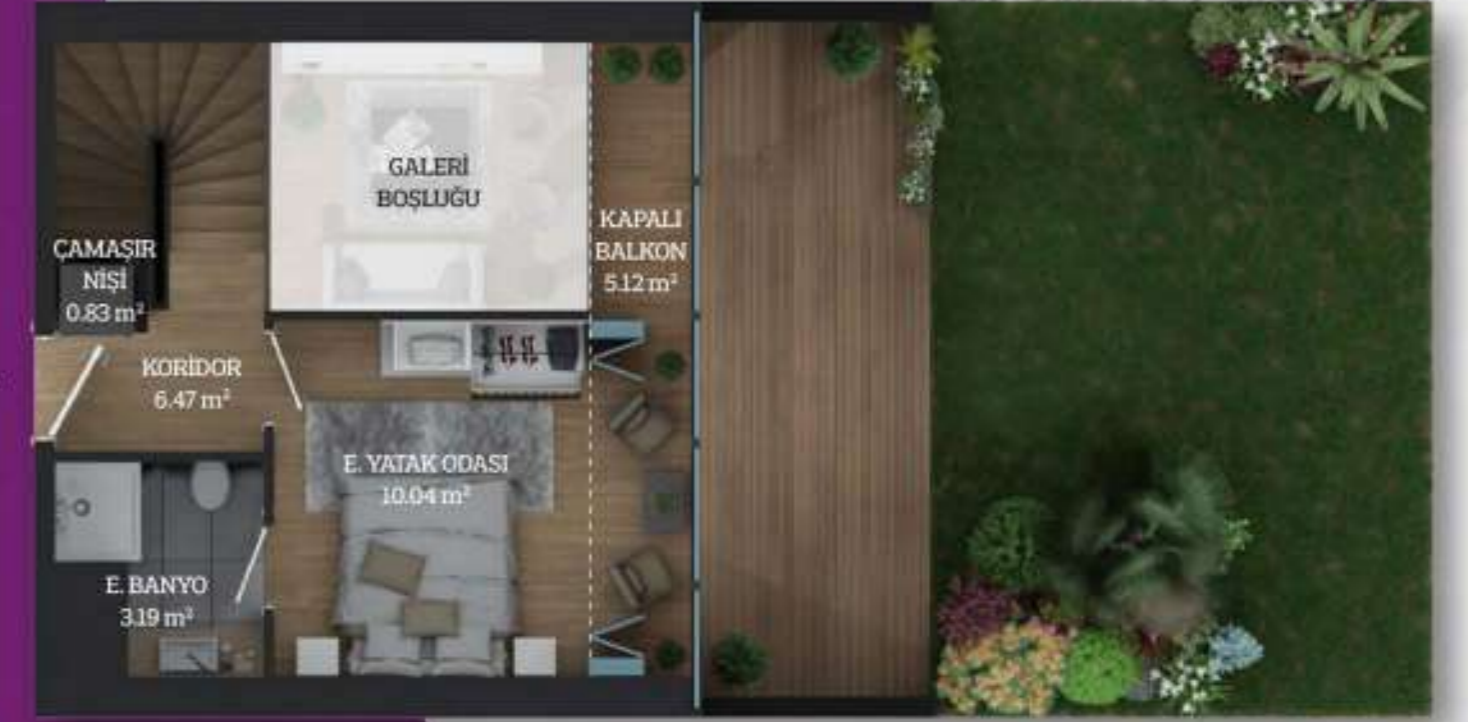 GALERİ
BOŞLUĞU
KAPALI
BALKON
5.12 m²
ÇAMAŞIR
NİŞİ
0.83 m²
KORİDOR
6.47 m²
E. YATAK ODASI
10.04 m²
E. BANYO
3.19 m²